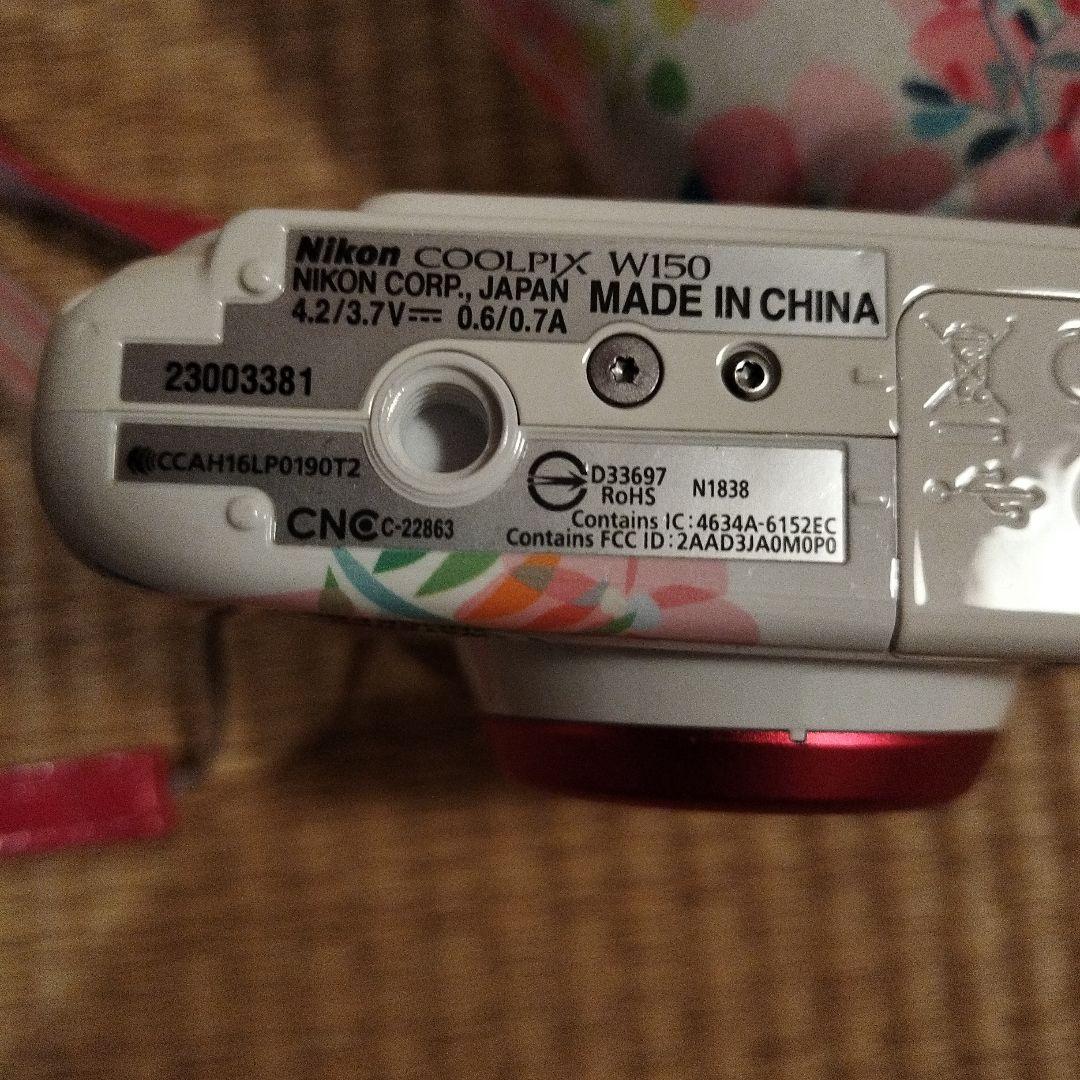 Nikon COOLPIX W150
NIKON CORP., JAPAN
4.2/3.7V 0.6/0.7A
MADE IN CHINA
23003381
CCAH16LP0190T2
D33697
RoHS
N1838
CNC C-22863
Contains IC:4634A-6152EC
Contains FCC ID:2AAD3JA0M0P0